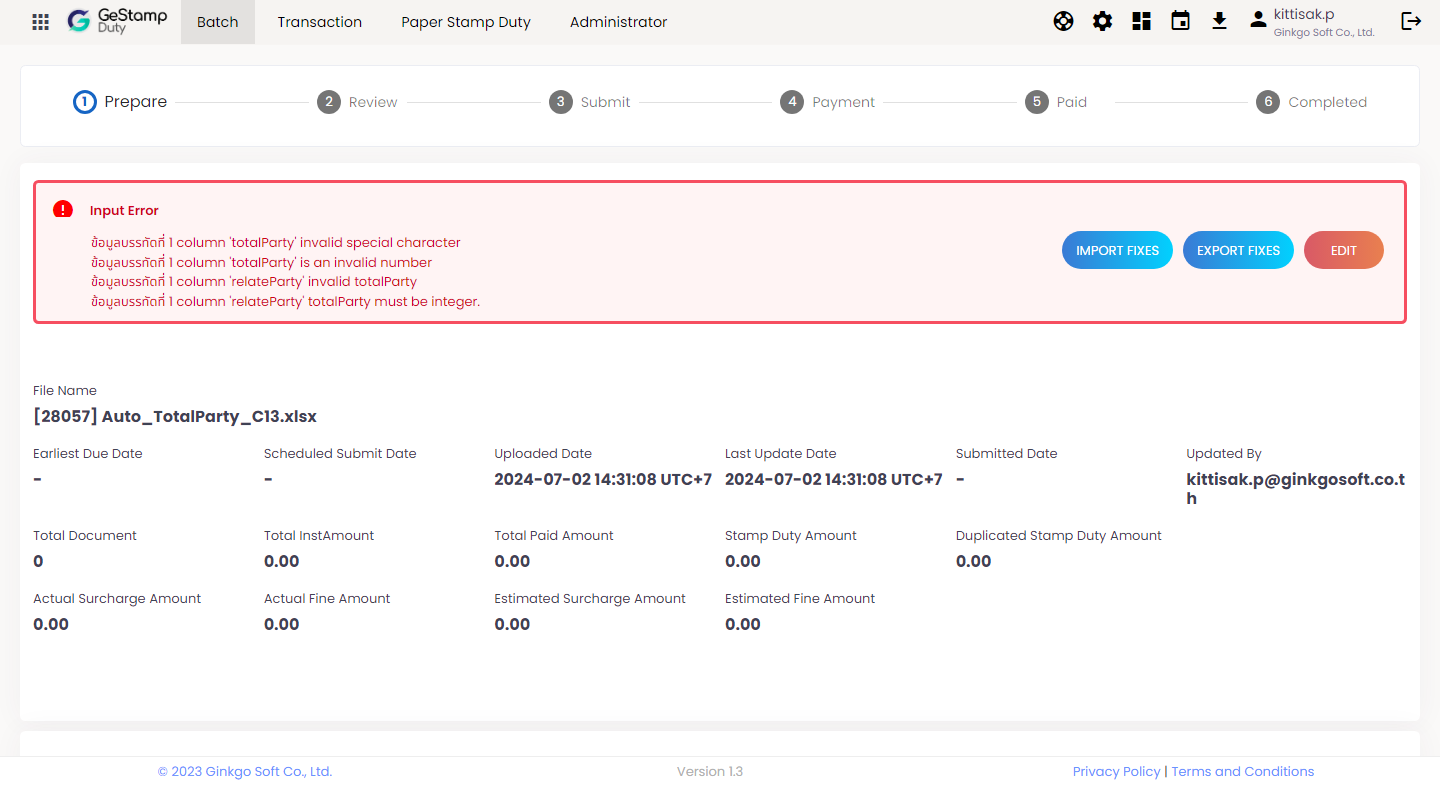 GeStamp
Duty
Batch
Transaction
Paper Stamp Duty
Administrator
kittisak.p
Ginkgo Soft Co., Ltd.
1 Prepare
2 Review
3 Submit
4 Payment
5 Paid
6 Completed
Input Error
ข้อมูลบรรทัดที่ 1 column 'totalParty' invalid special character
ข้อมูลบรรทัดที่ 1 column 'totalParty' is an invalid number
ข้อมูลบรรทัดที่ 1 column 'relateParty' invalid totalParty
ข้อมูลบรรทัดที่ 1 column 'relateParty' totalParty must be integer.
IMPORT FIXES
EXPORT FIXES
EDIT
File Name
[28057] Auto_TotalParty_C13.xlsx
Earliest Due Date
-
Scheduled Submit Date
-
Uploaded Date
2024-07-02 14:31:08 UTC+7
Last Update Date
2024-07-02 14:31:08 UTC+7
Submitted Date
-
Updated By
kittisak.p@ginkgosoft.co.t
h
Total Document
0
Total InstAmount
0.00
Total Paid Amount
0.00
Stamp Duty Amount
0.00
Duplicated Stamp Duty Amount
0.00
Actual Surcharge Amount
0.00
Actual Fine Amount
0.00
Estimated Surcharge Amount
0.00
Estimated Fine Amount
0.00
© 2023 Ginkgo Soft Co., Ltd.
Version 1.3
Privacy Policy | Terms and Conditions